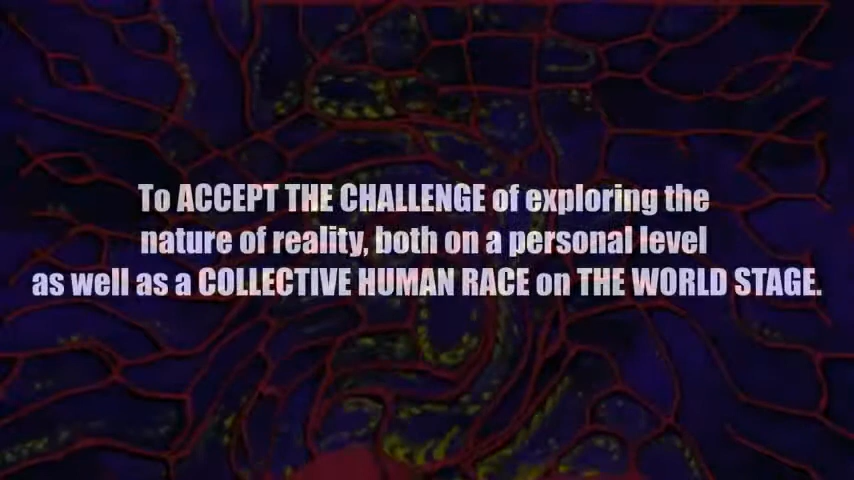 To ACCEPT THE CHALLENGE of exploring the
nature of reality, both on a personal level
as well as a COLLECTIVE HUMAN RACE on THE WORLD STAGE.